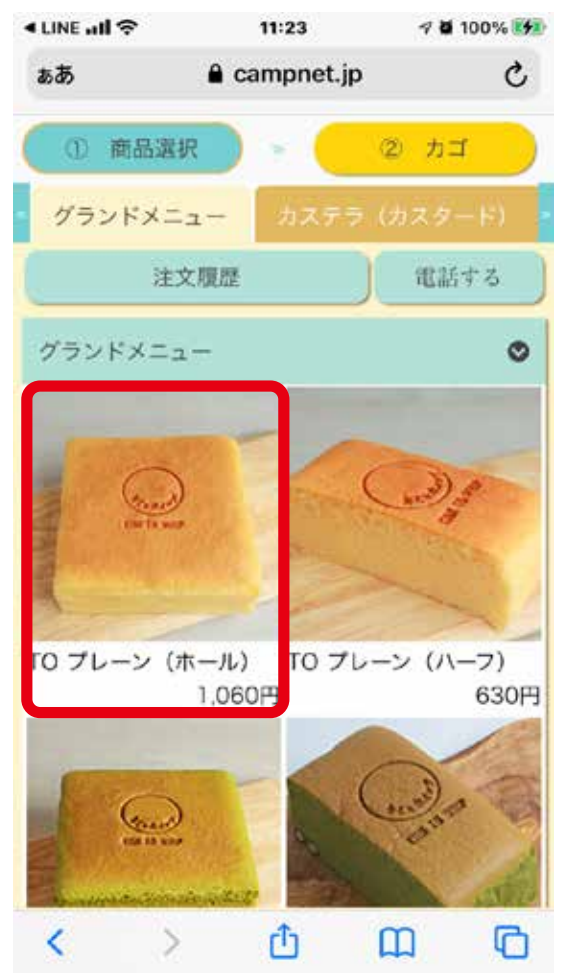 LINE 11:23 100%
ああ campnet.jp
① 商品選択 ② カゴ
グランドメニュー カステラ（カスタード）
注文履歴 電話する
グランドメニュー
TO プレーン（ホール） TO プレーン（ハーフ）
1,060円 630円